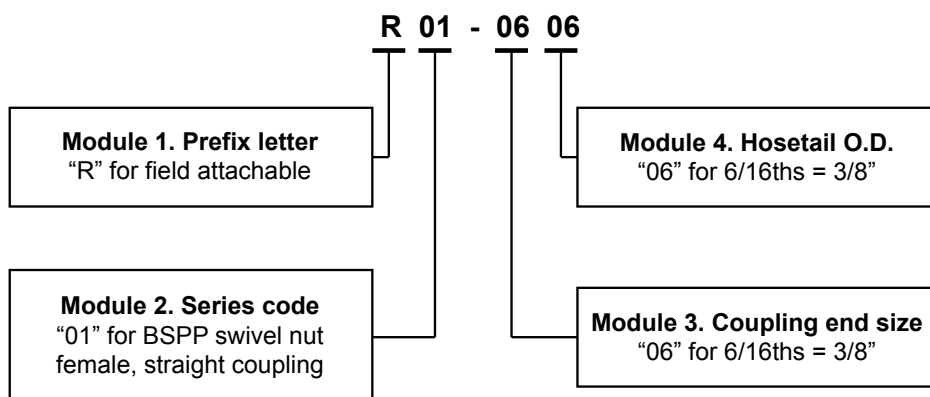 R 01 - 06 06
Module 1. Prefix letter
“R” for field attachable
Module 4. Hosetail O.D.
“06” for 6/16ths = 3/8”
Module 2. Series code
“01” for BSPP swivel nut
female, straight coupling
Module 3. Coupling end size
“06” for 6/16ths = 3/8”